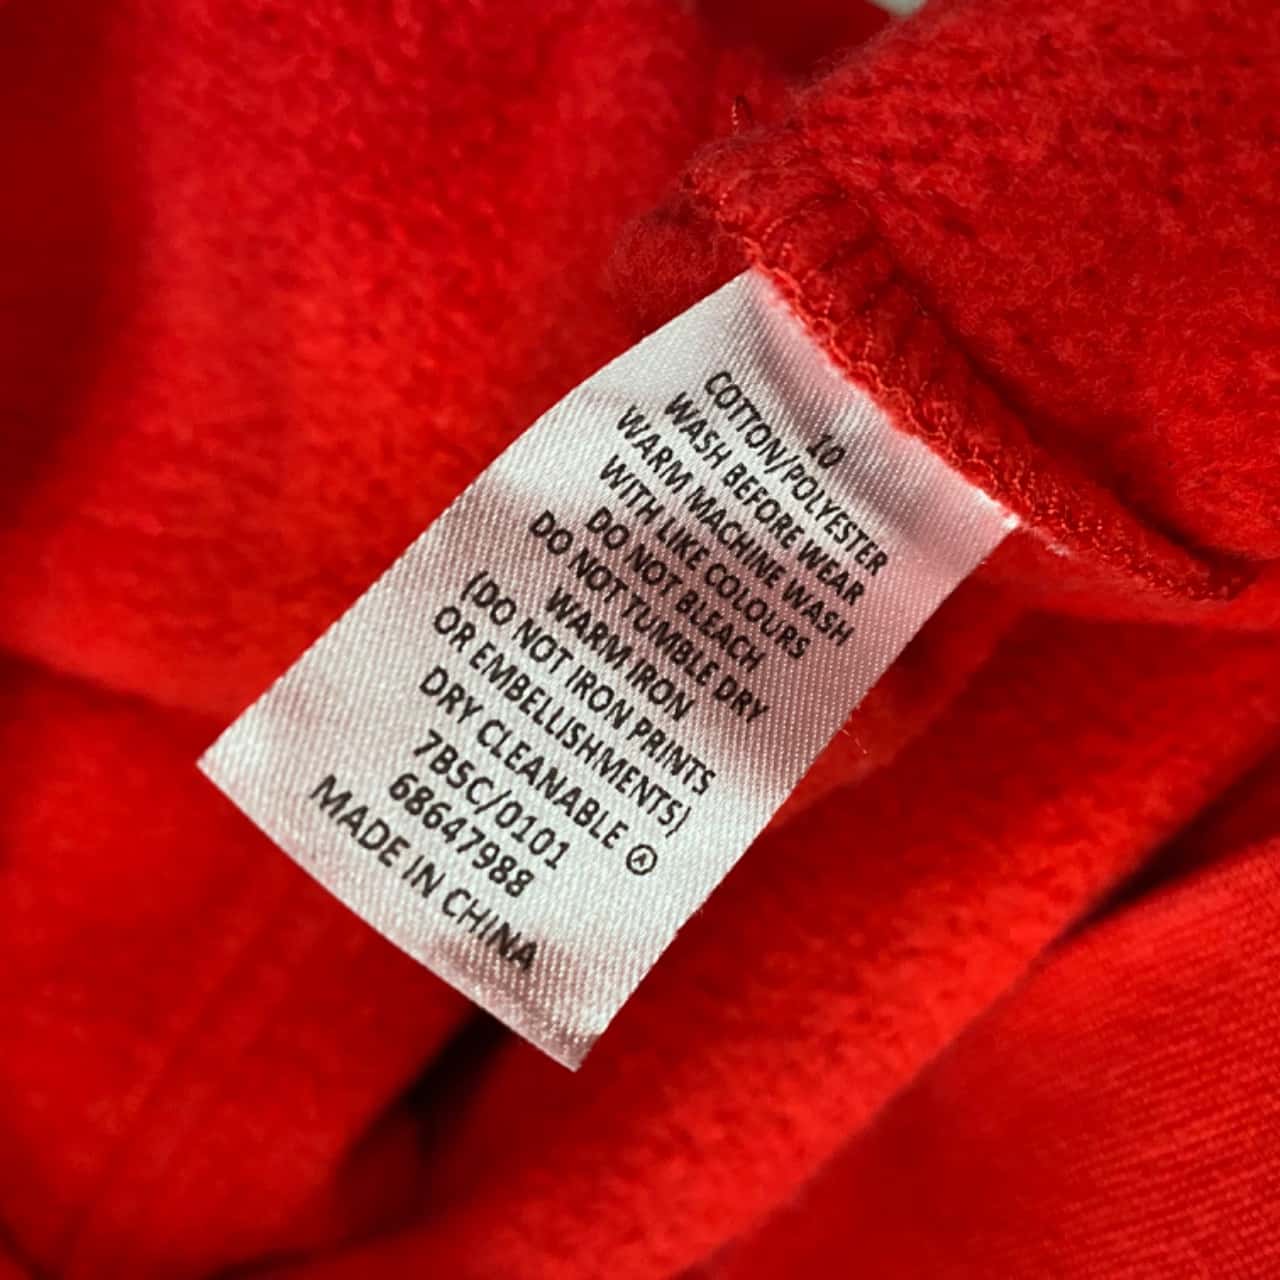 10
COTTON/POLYESTER
WASH BEFORE WEAR
WARM MACHINE WASH
WITH LIKE COLOURS
DO NOT BLEACH
DO NOT TUMBLE DRY
WARM IRON
(DO NOT IRON PRINTS
OR EMBELLISHMENTS)
DRY CLEANABLE Ⓐ
7B5C/0101
68647988
MADE IN CHINA